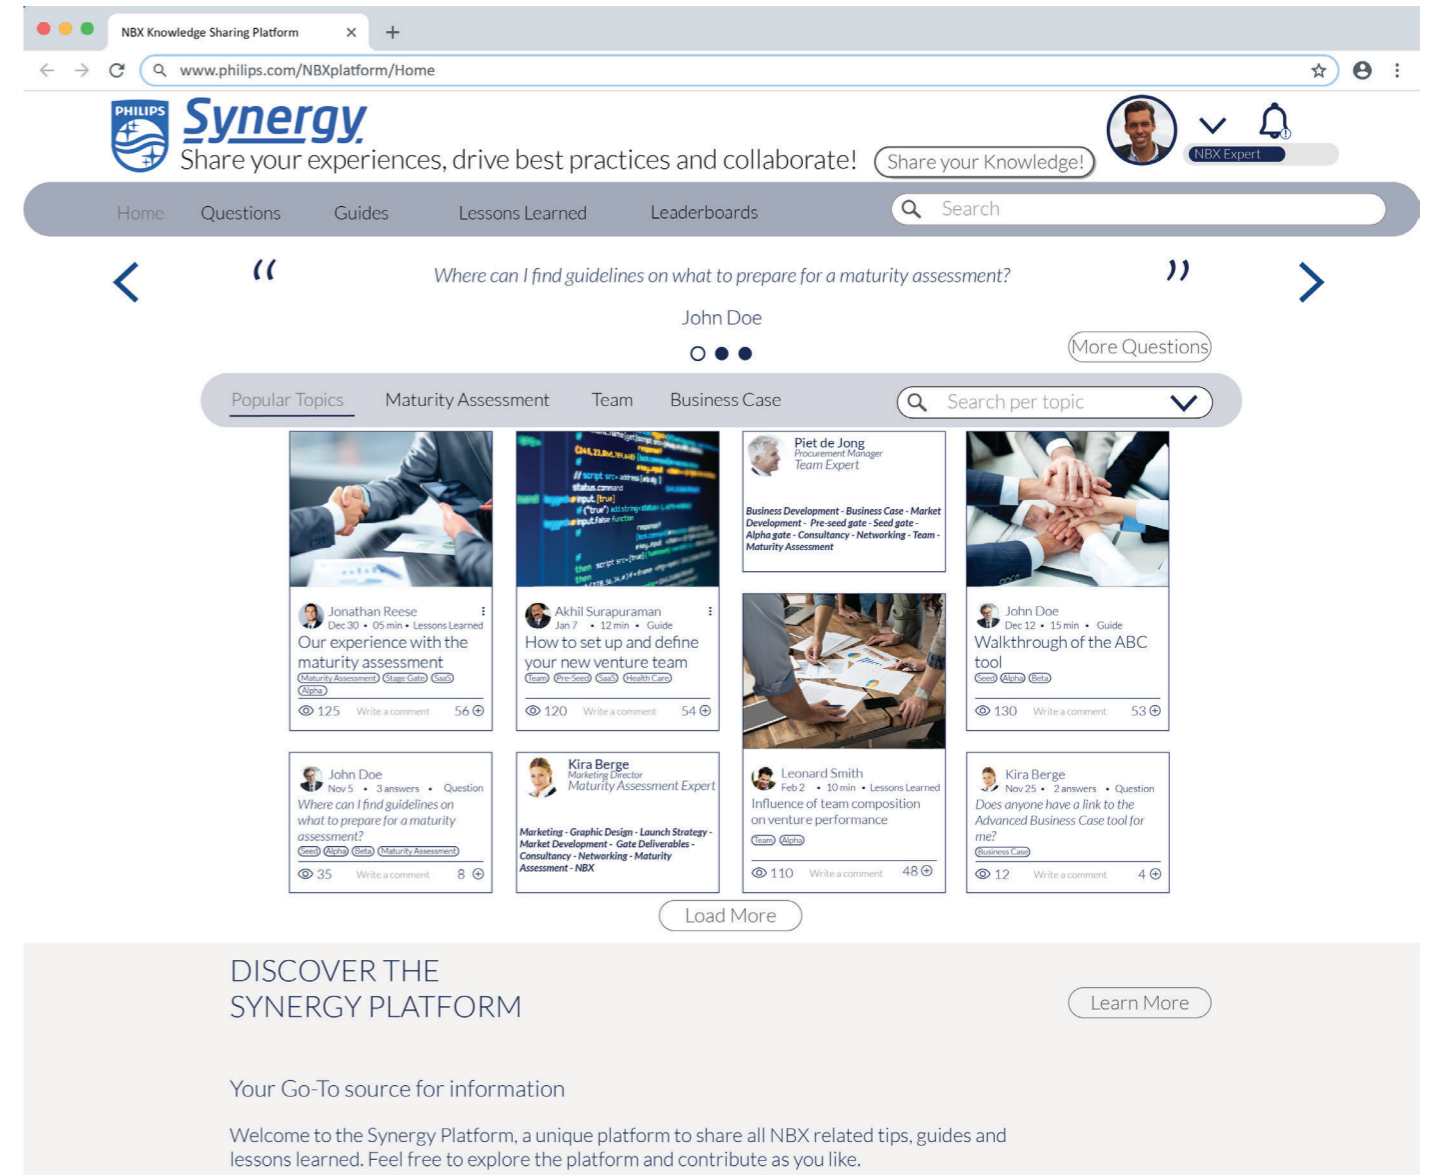 NBX Knowledge Sharing Platform
www.philips.com/NBXplatform/Home
PHILIPS
Synergy
Share your experiences, drive best practices and collaborate!
Share your Knowledge!
NBX Expert
Home Questions Guides Lessons Learned Leaderboards Search
“ Where can I find guidelines on what to prepare for a maturity assessment? ”
John Doe
More Questions
Popular Topics Maturity Assessment Team Business Case Search per topic
Jonathan Reese
Dec 30 • 05 min • Lessons Learned
Our experience with the
maturity assessment
Maturity Assessment Stage Gate SaaS
Alpha
125 Write a comment 56
Akhil Surapuraman
Jan 7 • 12 min • Guide
How to set up and define
your new venture team
Team Pre-Seed SaaS Health Care
120 Write a comment 54
Piet de Jong
Procurement Manager
Team Expert
Business Development - Business Case - Market
Development - Pre-seed gate - Seed gate -
Alpha gate - Consultancy - Networking - Team -
Maturity Assessment
John Doe
Dec 12 • 15 min • Guide
Walkthrough of the ABC
tool
Seed Alpha Beta
130 Write a comment 53
John Doe
Nov 5 • 3 answers • Question
Where can I find guidelines on
what to prepare for a maturity
assessment?
Seed Alpha Beta Maturity Assessment
35 Write a comment 8
Kira Berge
Marketing Director
Maturity Assessment Expert
Marketing - Graphic Design - Launch Strategy -
Market Development - Gate Deliverables -
Consultancy - Networking - Maturity
Assessment - NBX
Leonard Smith
Feb 2 • 10 min • Lessons Learned
Influence of team composition
on venture performance
Team Alpha
110 Write a comment 48
Kira Berge
Nov 25 • 2 answers • Question
Does anyone have a link to the
Advanced Business Case tool for
me?
Business Case
12 Write a comment 4
Load More
DISCOVER THE
SYNERGY PLATFORM
Learn More
Your Go-To source for information
Welcome to the Synergy Platform, a unique platform to share all NBX related tips, guides and
lessons learned. Feel free to explore the platform and contribute as you like.